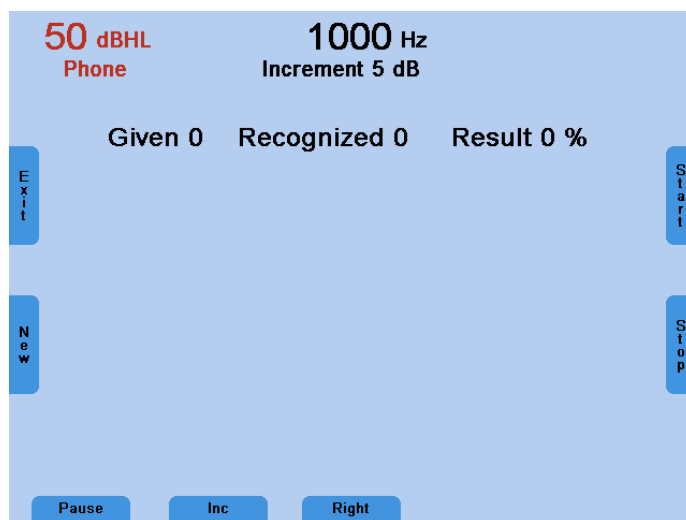 50 dBHL 1000 Hz
Phone Increment 5 dB
Given 0 Recognized 0 Result 0 %
Exit
Start
New
Stop
Pause Inc Right